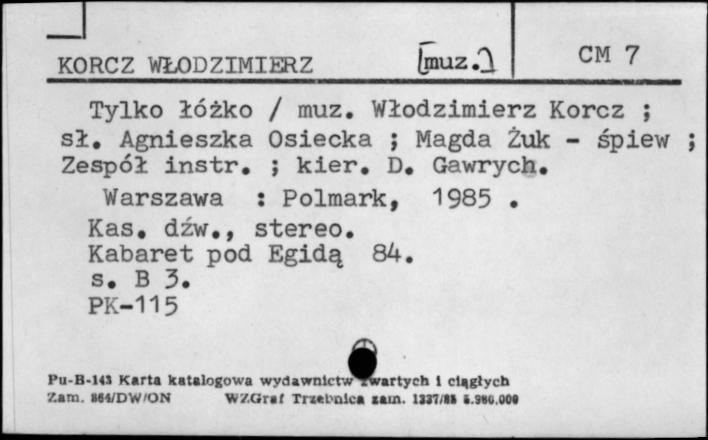 KORCZ WŁODZIMIERZ [muz.] CM 7
Tylko łóżko / muz. Włodzimierz Korcz ;
sł. Agnieszka Osiecka ; Magda Żuk - śpiew ;
Zespół instr. ; kier. D. Gawrych.
Warszawa : Polmark, 1985 .
Kas. dźw., stereo.
Kabaret pod Egidą 84.
s. B 3.
PK-115
Pu-B-143 Karta katalogowa wydawnictw zwartych i ciągłych
Zam. 864/DW/ON WZGraf Trzebnica zam. 1337/85 5.980.000